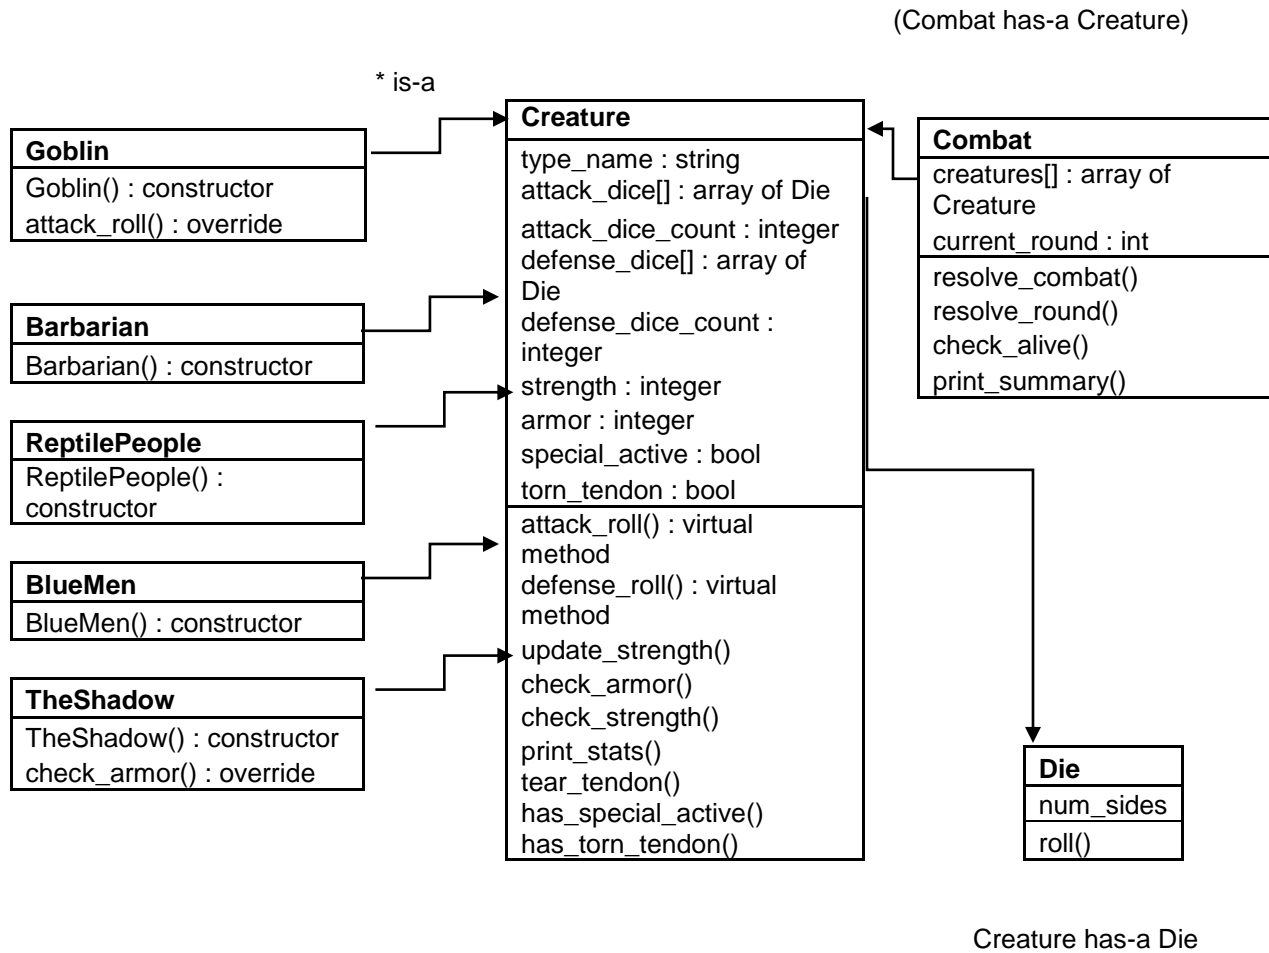 (Combat has-a Creature)
* is-a
Goblin
Goblin() : constructor
attack_roll() : override
Barbarian
Barbarian() : constructor
ReptilePeople
ReptilePeople() :
constructor
BlueMen
BlueMen() : constructor
TheShadow
TheShadow() : constructor
check_armor() : override
Creature
type_name : string
attack_dice[] : array of Die
attack_dice_count : integer
defense_dice[] : array of
Die
defense_dice_count :
integer
strength : integer
armor : integer
special_active : bool
torn_tendon : bool
attack_roll() : virtual
method
defense_roll() : virtual
method
update_strength()
check_armor()
check_strength()
print_stats()
tear_tendon()
has_special_active()
has_torn_tendon()
Combat
creatures[] : array of
Creature
current_round : int
resolve_combat()
resolve_round()
check_alive()
print_summary()
Die
num_sides
roll()
Creature has-a Die